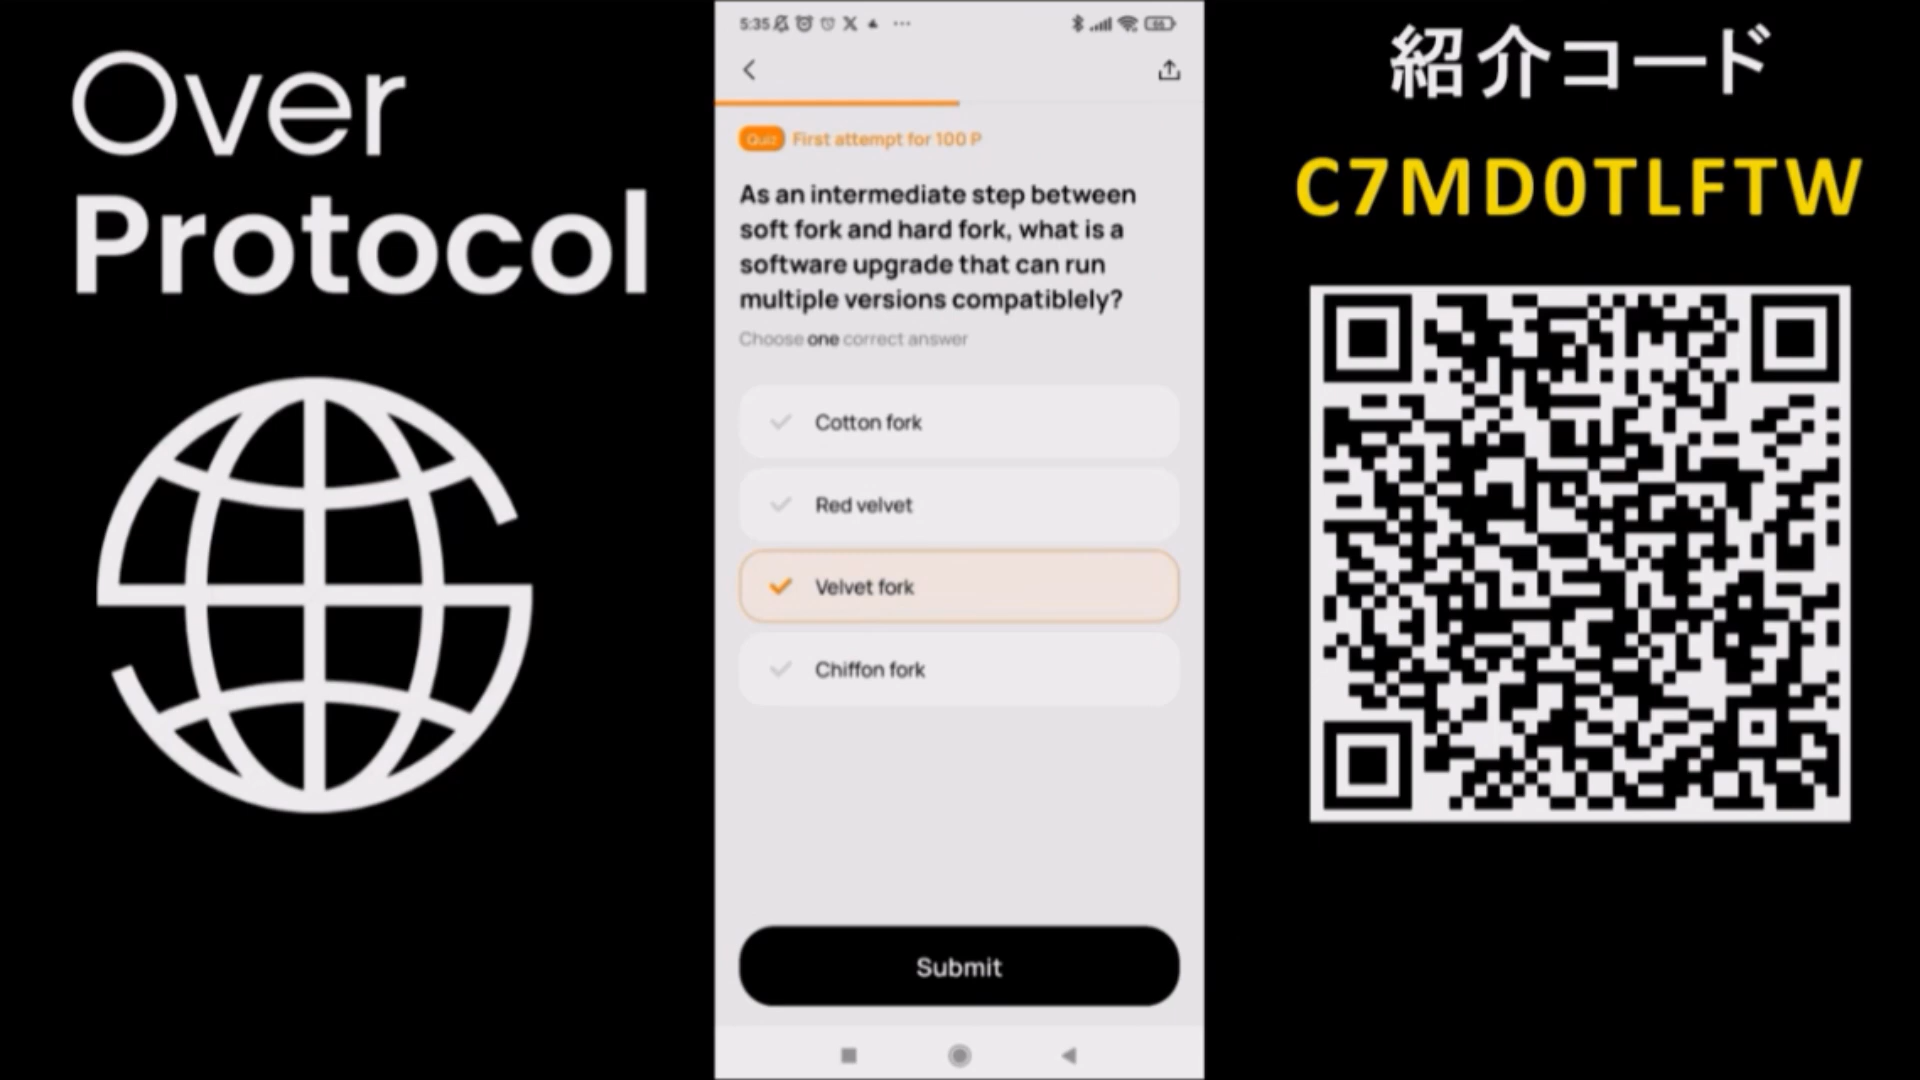 Over
Protocol
5:35
66
Quiz First attempt for 100 P
As an intermediate step between
soft fork and hard fork, what is a
software upgrade that can run
multiple versions compatiblely?
Choose one correct answer
Cotton fork
Red velvet
Velvet fork
Chiffon fork
Submit
紹介コード
C7MD0TLFTW